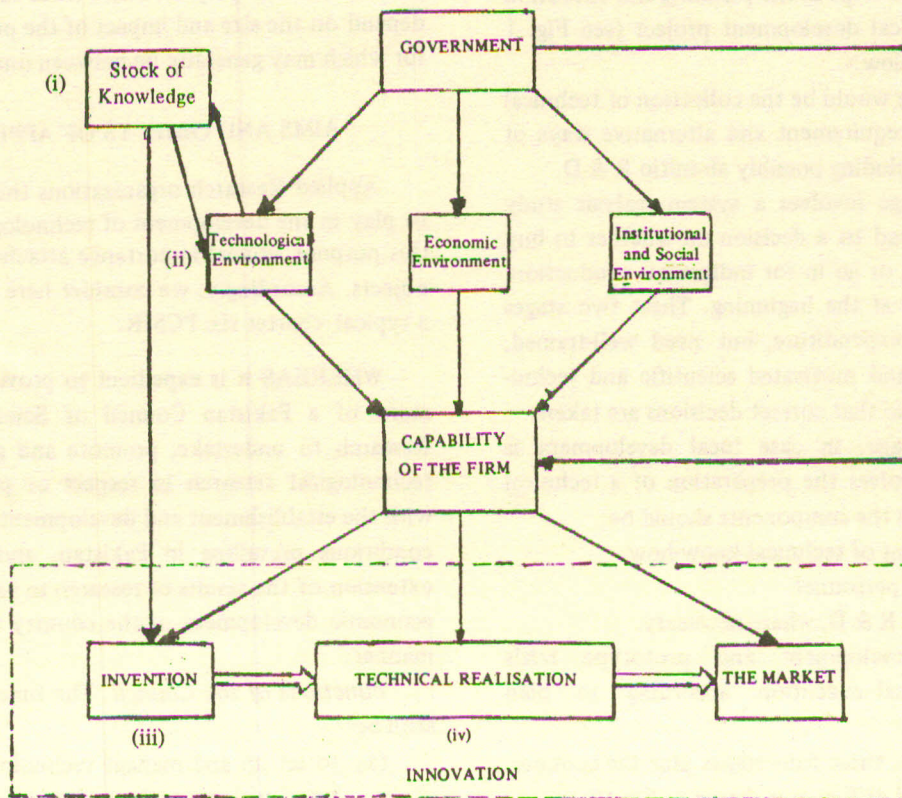 GOVERNMENT
(i)
Stock of
Knowledge
(ii)
Technological
Environment
Economic
Environment
Institutional
and Social
Environment
CAPABILITY
OF THE FIRM
INVENTION
TECHNICAL REALISATION
THE MARKET
(iii)
(iv)
INNOVATION